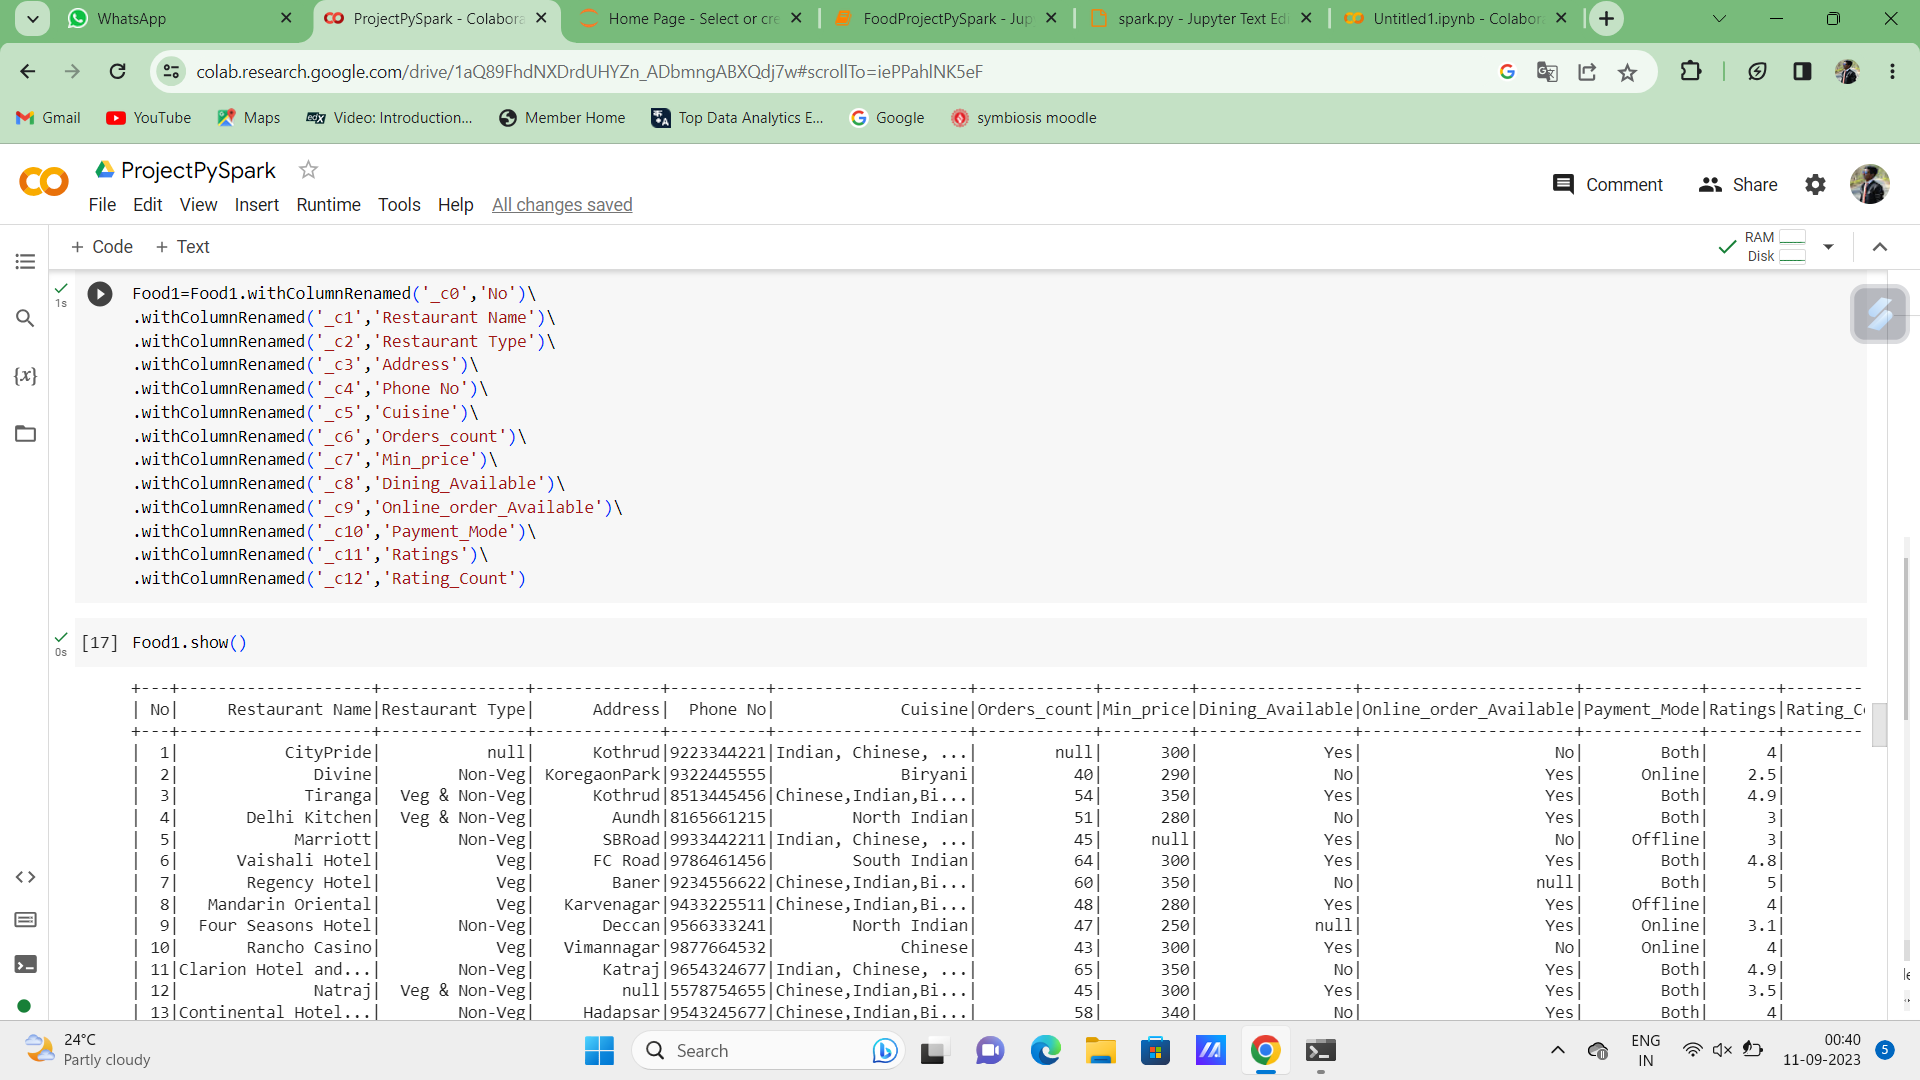 WhatsApp
ProjectPySpark - Colabora
Home Page - Select or cre
FoodProjectPySpark - Jup
spark.py - Jupyter Text Edi
Untitled1.ipynb - Colabora
colab.research.google.com/drive/1aQ89FhdNXDrdUHYZn_ADbmngABXQdj7w#scrollTo=iePPahlNK5eF
Gmail YouTube Maps Video: Introduction... Member Home Top Data Analytics E... Google symbiosis moodle
ProjectPySpark
Comment Share
File Edit View Insert Runtime Tools Help All changes saved
+ Code + Text
RAM
Disk
1s
Food1=Food1.withColumnRenamed('_c0','No')\
.withColumnRenamed('_c1','Restaurant Name')\
.withColumnRenamed('_c2','Restaurant Type')\
.withColumnRenamed('_c3','Address')\
.withColumnRenamed('_c4','Phone No')\
.withColumnRenamed('_c5','Cuisine')\
.withColumnRenamed('_c6','Orders_count')\
.withColumnRenamed('_c7','Min_price')\
.withColumnRenamed('_c8','Dining_Available')\
.withColumnRenamed('_c9','Online_order_Available')\
.withColumnRenamed('_c10','Payment_Mode')\
.withColumnRenamed('_c11','Ratings')\
.withColumnRenamed('_c12','Rating_Count')
{x}
0s
[17] Food1.show()
+---+--------------------+---------------+-------------+----------+--------------------+------------+---------+----------------+----------------------+------------+-------+--------
| No| Restaurant Name|Restaurant Type| Address| Phone No| Cuisine|Orders_count|Min_price|Dining_Available|Online_order_Available|Payment_Mode|Ratings|Rating_Co
+---+--------------------+---------------+-------------+----------+--------------------+------------+---------+----------------+----------------------+------------+-------+--------
| 1| CityPride| null| Kothrud|9223344221|Indian, Chinese, ...| null| 300| Yes| No| Both| 4|
| 2| Divine| Non-Veg| KoregaonPark|9322445555| Biryani| 40| 290| No| Yes| Online| 2.5|
| 3| Tiranga| Veg & Non-Veg| Kothrud|8513445456|Chinese,Indian,Bi...| 54| 350| Yes| Yes| Both| 4.9|
| 4| Delhi Kitchen| Veg & Non-Veg| Aundh|8165661215| North Indian| 51| 280| No| Yes| Both| 3|
| 5| Marriott| Non-Veg| SBRoad|9933442211|Indian, Chinese, ...| 45| null| Yes| No| Offline| 3|
| 6| Vaishali Hotel| Veg| FC Road|9786461456| South Indian| 64| 300| Yes| Yes| Both| 4.8|
| 7| Regency Hotel| Veg| Baner|9234556622|Chinese,Indian,Bi...| 60| 350| No| null| Both| 5|
| 8| Mandarin Oriental| Veg| Karvenagar|9433225511|Chinese,Indian,Bi...| 48| 280| Yes| Yes| Offline| 4|
| 9| Four Seasons Hotel| Non-Veg| Deccan|9566333241| North Indian| 47| 250| null| Yes| Online| 3.1|
| 10| Rancho Casino| Veg| Vimannagar|9877664532| Chinese| 43| 300| Yes| No| Online| 4|
| 11|Clarion Hotel and...| Non-Veg| Katraj|9654324677|Indian, Chinese, ...| 65| 350| No| Yes| Both| 4.9|
| 12| Natraj| Veg & Non-Veg| null|5578754655|Chinese,Indian,Bi...| 45| 300| Yes| Yes| Both| 3.5|
| 13|Continental Hotel...| Non-Veg| Hadapsar|9543245677|Chinese,Indian,Bi...| 58| 340| No| Yes| Both| 4|
24°C
Partly cloudy
Search
ENG
IN
00:40
11-09-2023
5